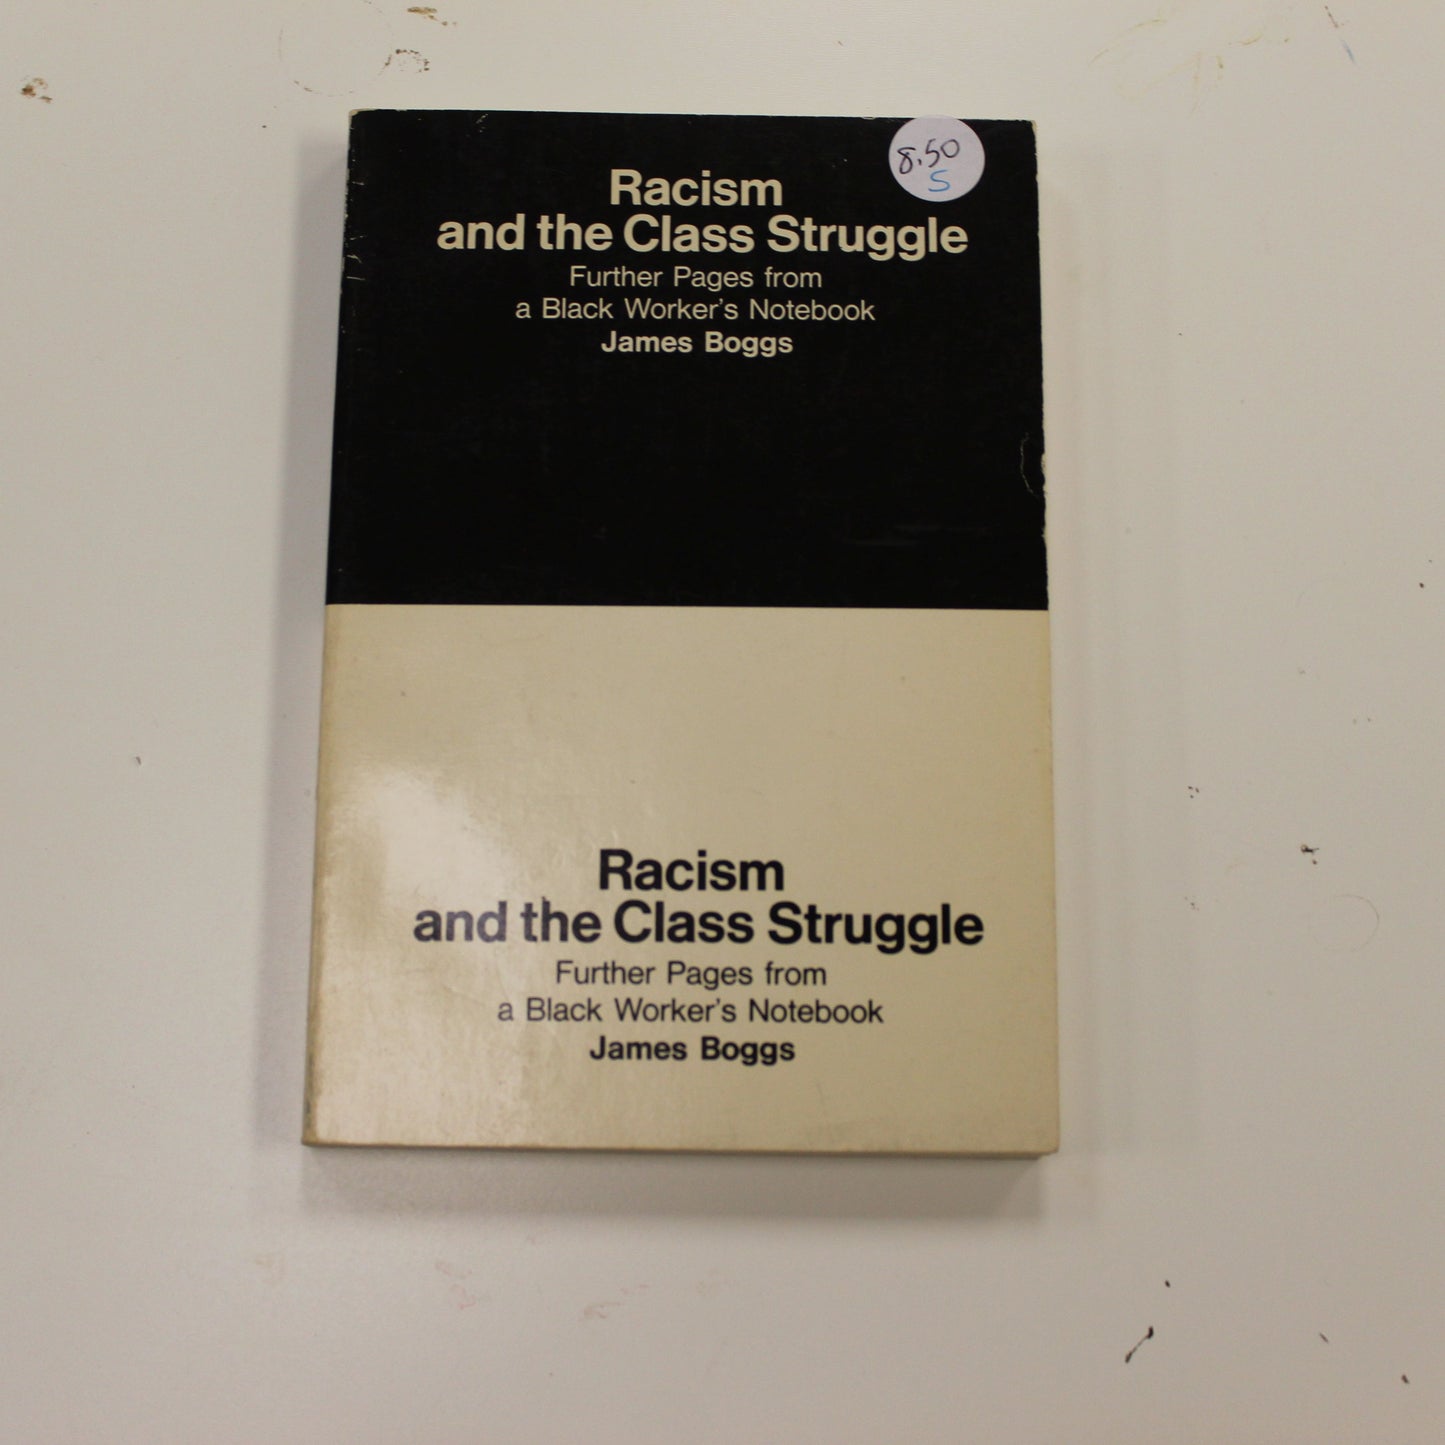 8.50
S
Racism
and the Class Struggle
Further Pages from
a Black Worker's Notebook
James Boggs
Racism
and the Class Struggle
Further Pages from
a Black Worker's Notebook
James Boggs